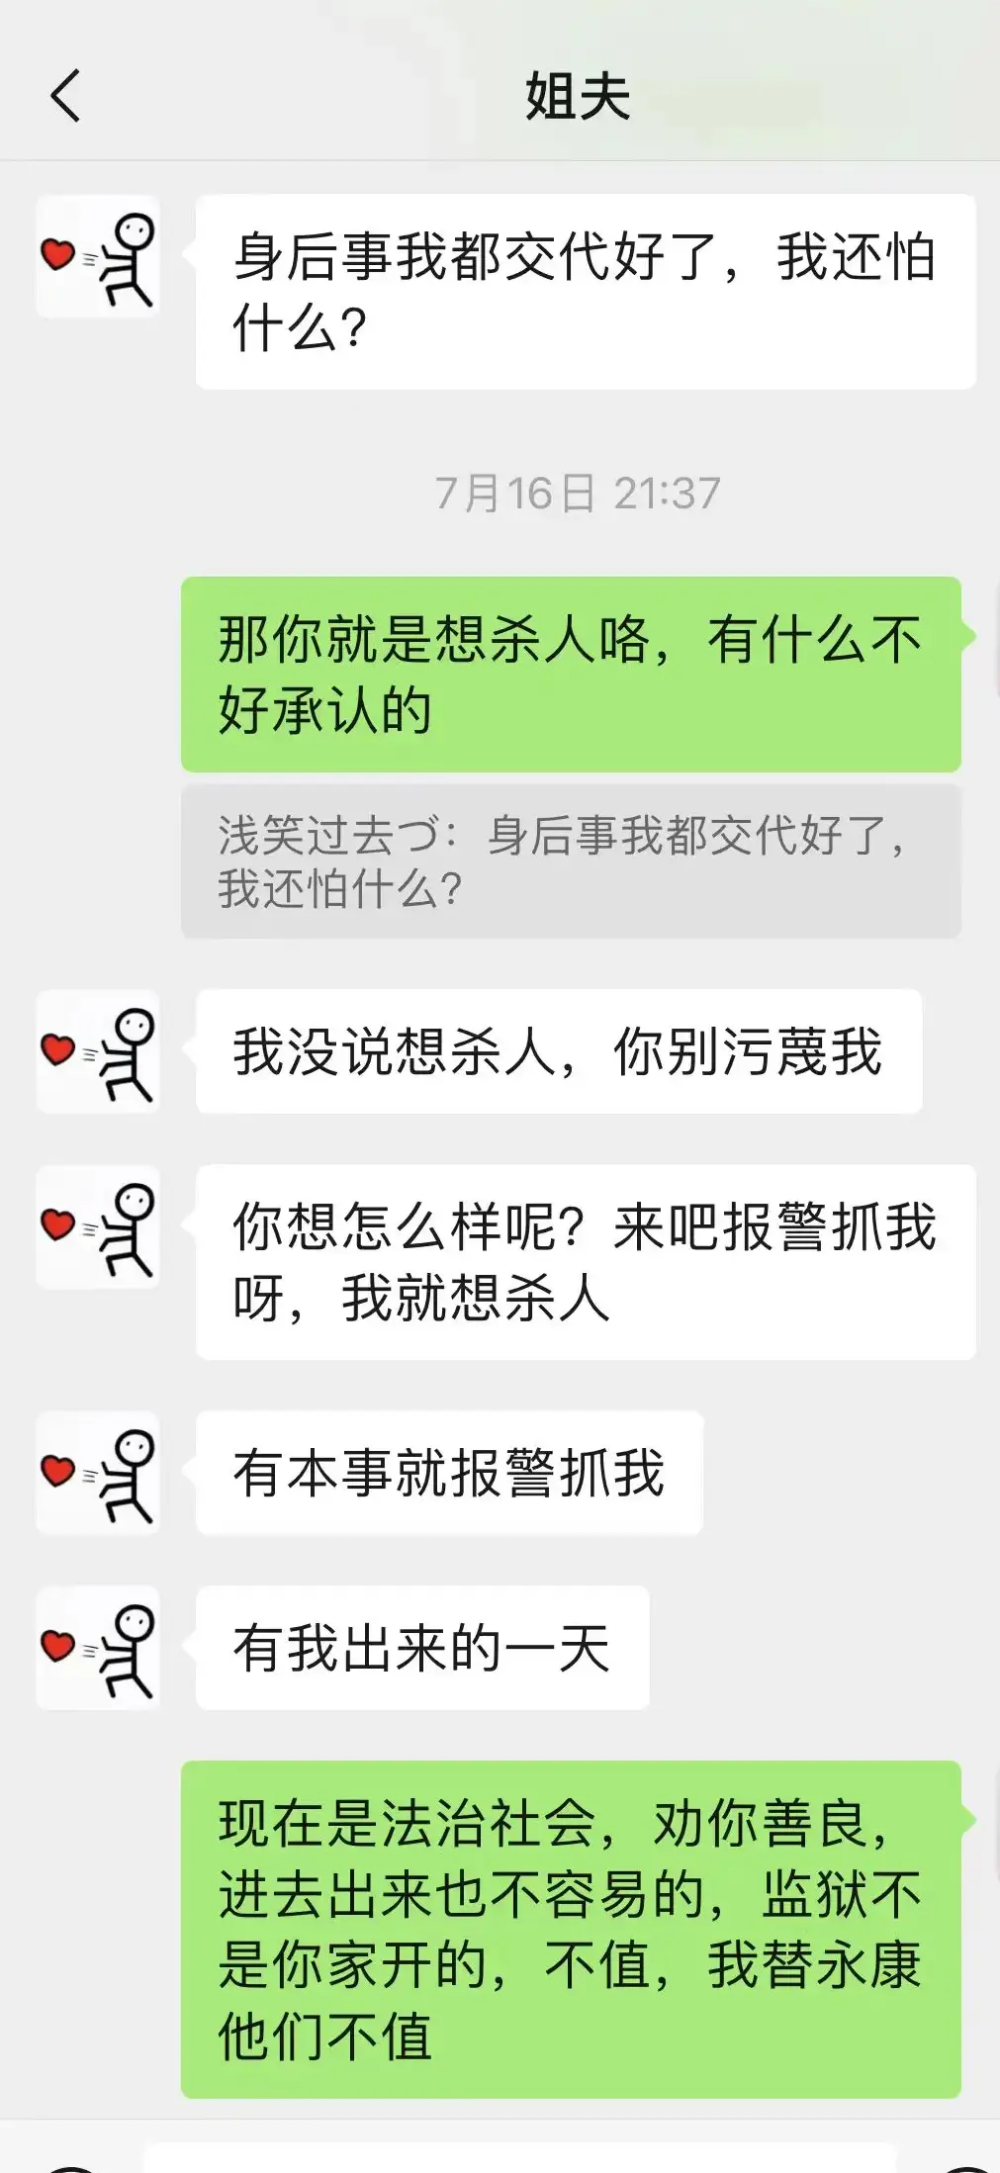 姐夫
身后事我都交代好了，我还怕
什么？
7月16日 21:37
那你就是想杀人咯，有什么不
好承认的
浅笑过去づ：身后事我都交代好了，
我还怕什么？
我没说想杀人，你别污蔑我
你想怎么样呢？来吧报警抓我
呀，我就想杀人
有本事就报警抓我
有我出来的一天
现在是法治社会，劝你善良，
进去出来也不容易的，监狱不
是你家开的，不值，我替永康
他们不值